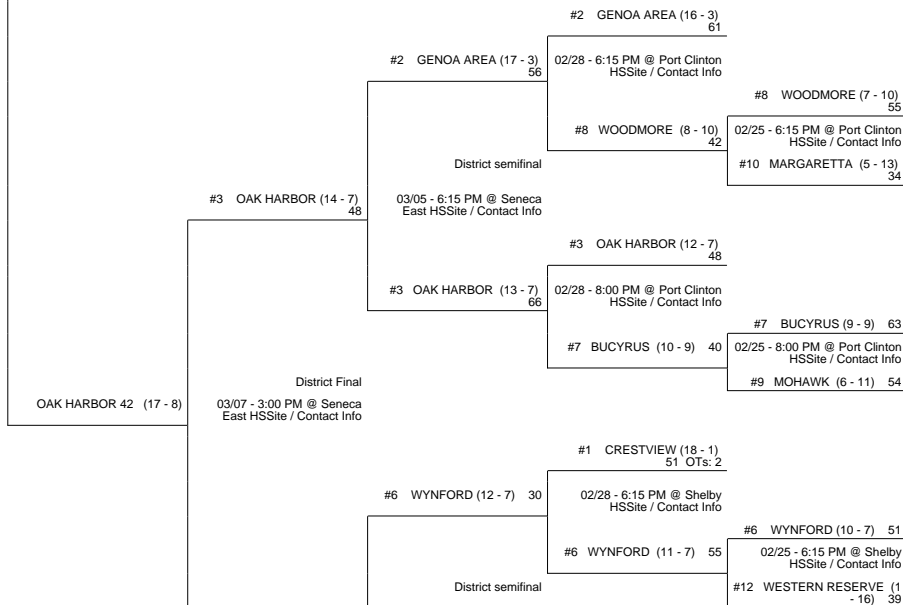 #2 GENOA AREA (16 - 3)
61
#2 GENOA AREA (17 - 3)
56
02/28 - 6:15 PM @ Port Clinton
HSSite / Contact Info
#8 WOODMORE (7 - 10)
55
#8 WOODMORE (8 - 10)
42
02/25 - 6:15 PM @ Port Clinton
HSSite / Contact Info
District semifinal
#10 MARGARETTA (5 - 13)
34
#3 OAK HARBOR (14 - 7)
48
03/05 - 6:15 PM @ Seneca
East HSSite / Contact Info
#3 OAK HARBOR (12 - 7)
48
#3 OAK HARBOR (13 - 7)
66
02/28 - 8:00 PM @ Port Clinton
HSSite / Contact Info
#7 BUCYRUS (9 - 9) 63
#7 BUCYRUS (10 - 9) 40
02/25 - 8:00 PM @ Port Clinton
HSSite / Contact Info
District Final
#9 MOHAWK (6 - 11) 54
OAK HARBOR 42 (17 - 8)
03/07 - 3:00 PM @ Seneca
East HSSite / Contact Info
#1 CRESTVIEW (18 - 1)
51 OTs: 2
#6 WYNFORD (12 - 7) 30
02/28 - 6:15 PM @ Shelby
HSSite / Contact Info
#6 WYNFORD (10 - 7) 51
#6 WYNFORD (11 - 7) 55
02/25 - 6:15 PM @ Shelby
HSSite / Contact Info
District semifinal
#12 WESTERN RESERVE (1
- 16) 39